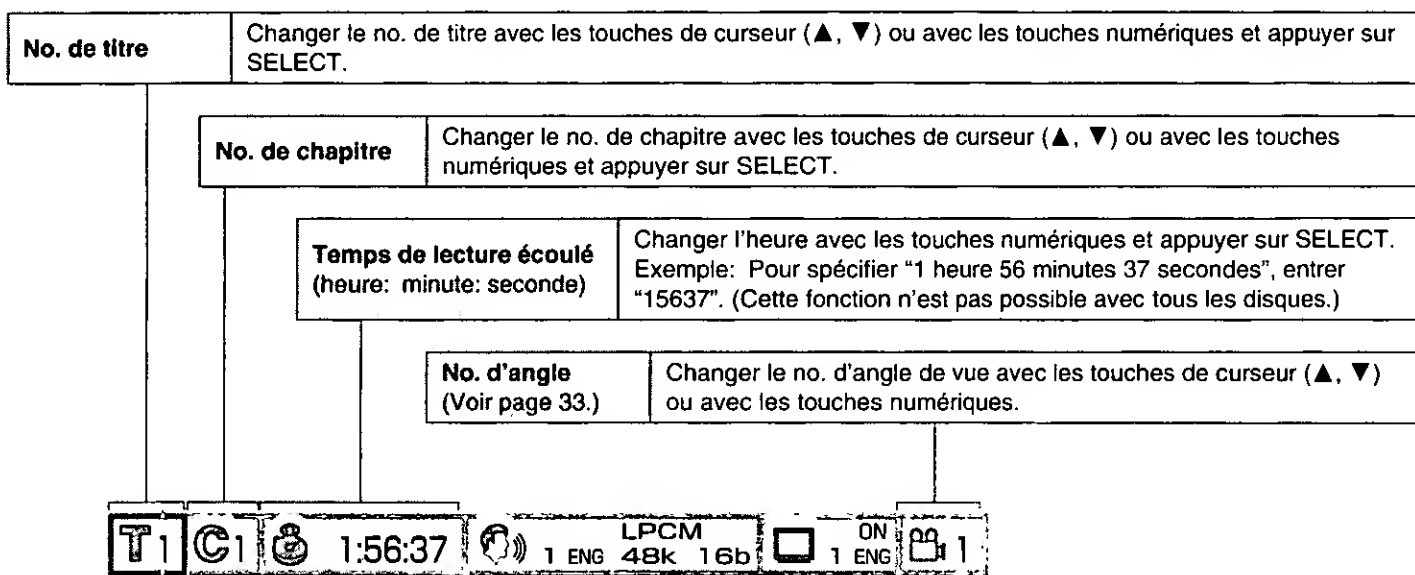 No. de titre
Changer le no. de titre avec les touches de curseur (▲, ▼) ou avec les touches numériques et appuyer sur
SELECT.
No. de chapitre
Changer le no. de chapitre avec les touches de curseur (▲, ▼) ou avec les touches
numériques et appuyer sur SELECT.
Temps de lecture écoulé
(heure: minute: seconde)
Changer l'heure avec les touches numériques et appuyer sur SELECT.
Exemple: Pour spécifier “1 heure 56 minutes 37 secondes”, entrer
“15637”. (Cette fonction n'est pas possible avec tous les disques.)
No. d'angle
(Voir page 33.)
Changer le no. d'angle de vue avec les touches de curseur (▲, ▼)
ou avec les touches numériques.
T 1 C 1 1:56:37
LPCM
1 ENG 48k 16b
ON
1 ENG
1